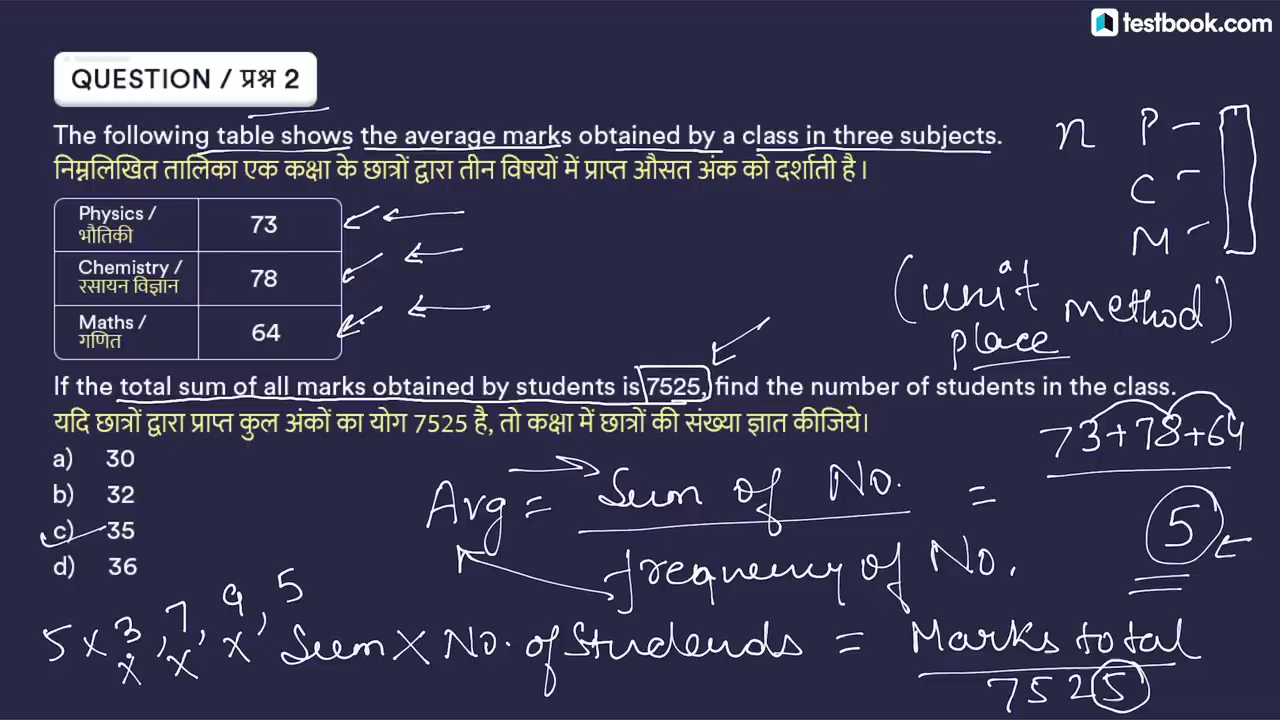 testbook.com
QUESTION / प्रश्न 2
The following table shows the average marks obtained by a class in three subjects.
निम्नलिखित तालिका एक कक्षा के छात्रों द्वारा तीन विषयों में प्राप्त औसत अंक को दर्शाती है।
n P –
C –
M –
Physics / 73
भौतिकी
Chemistry / 78
रसायन विज्ञान
Maths / 64
गणित
(unit method)
place
If the total sum of all marks obtained by students is 7525, find the number of students in the class.
यदि छात्रों द्वारा प्राप्त कुल अंकों का योग 7525 है, तो कक्षा में छात्रों की संख्या ज्ञात कीजिये।
73+78+64
a) 30
b) 32
c) 35
d) 36
Avg = Sum of No. =
frequency of No.
5
5 x 3, 7, 9, 5
x x x
Sum X No. of Studends = Marks total
7525